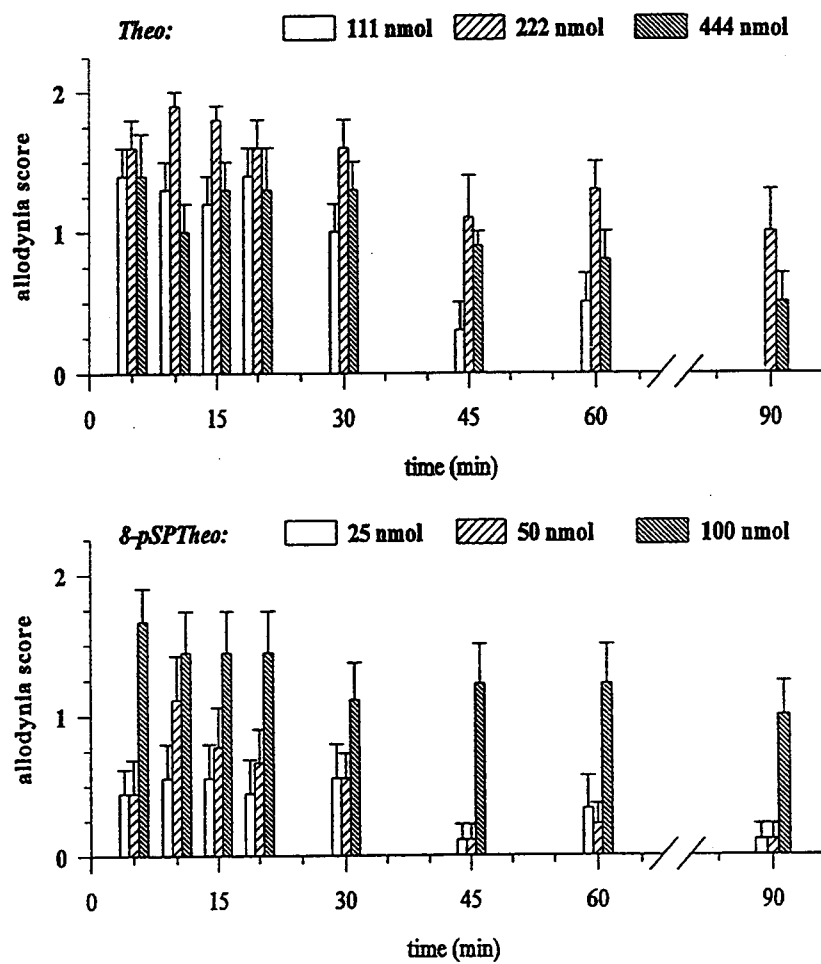 Theo: 111 nmol 222 nmol 444 nmol
2
1
0
allodynia score
0 15 30 45 60 90
time (min)
8-pSPTheo: 25 nmol 50 nmol 100 nmol
2
1
0
allodynia score
0 15 30 45 60 90
time (min)